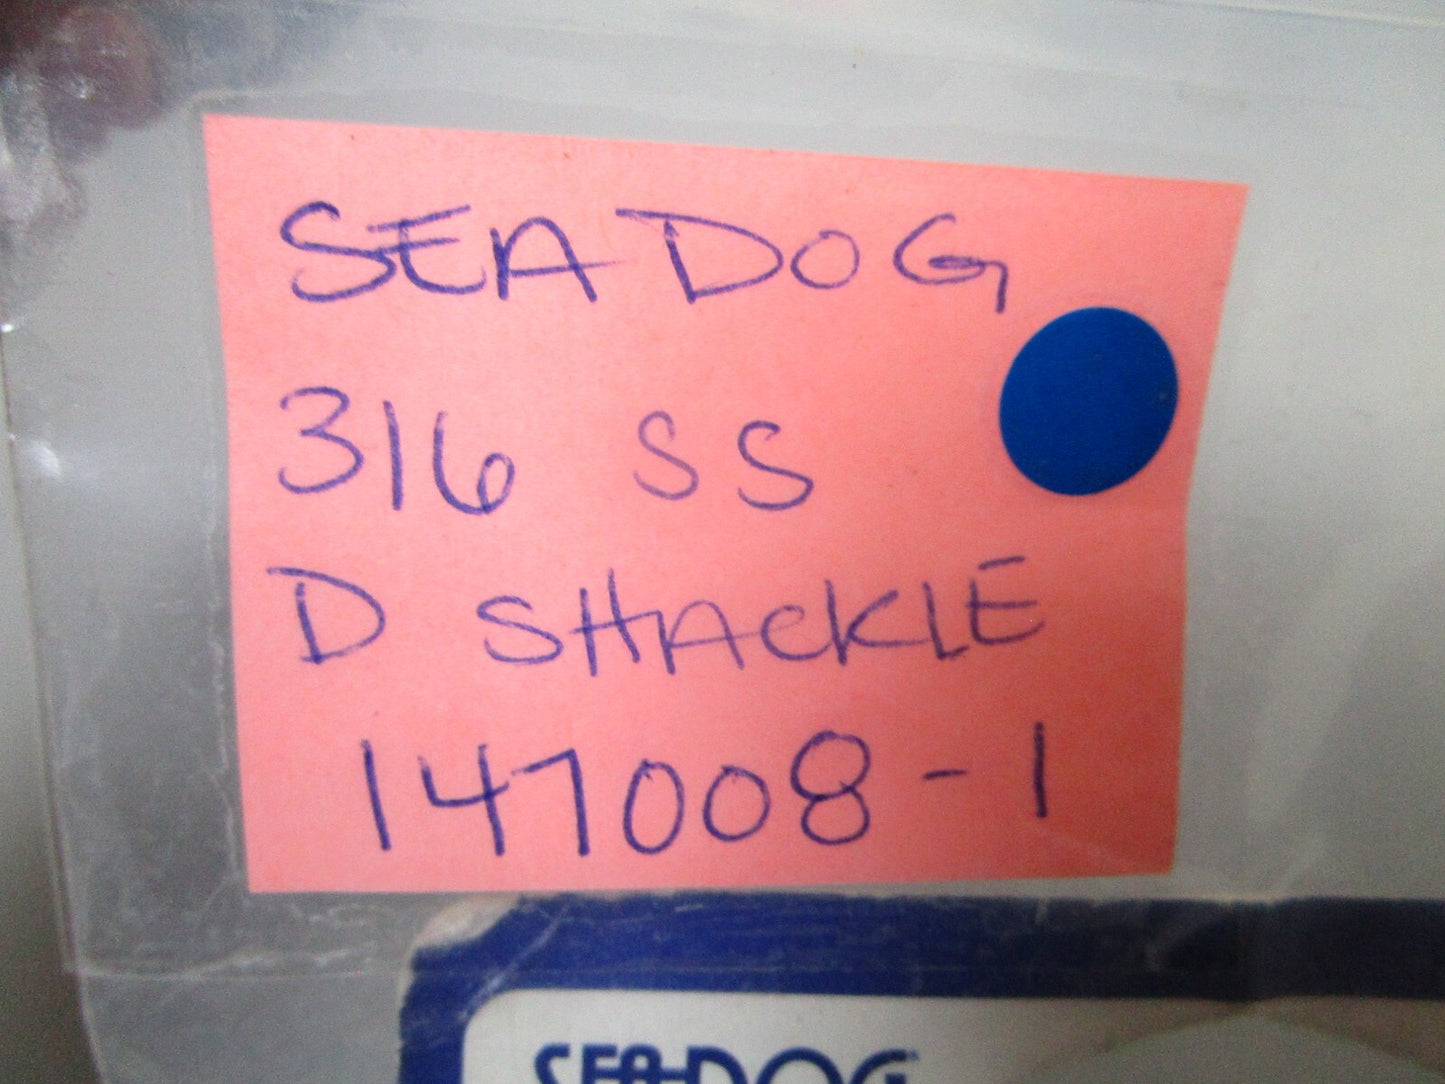 SEA DOG
316 SS
D SHACKLE
147008-1
SEA-DOG